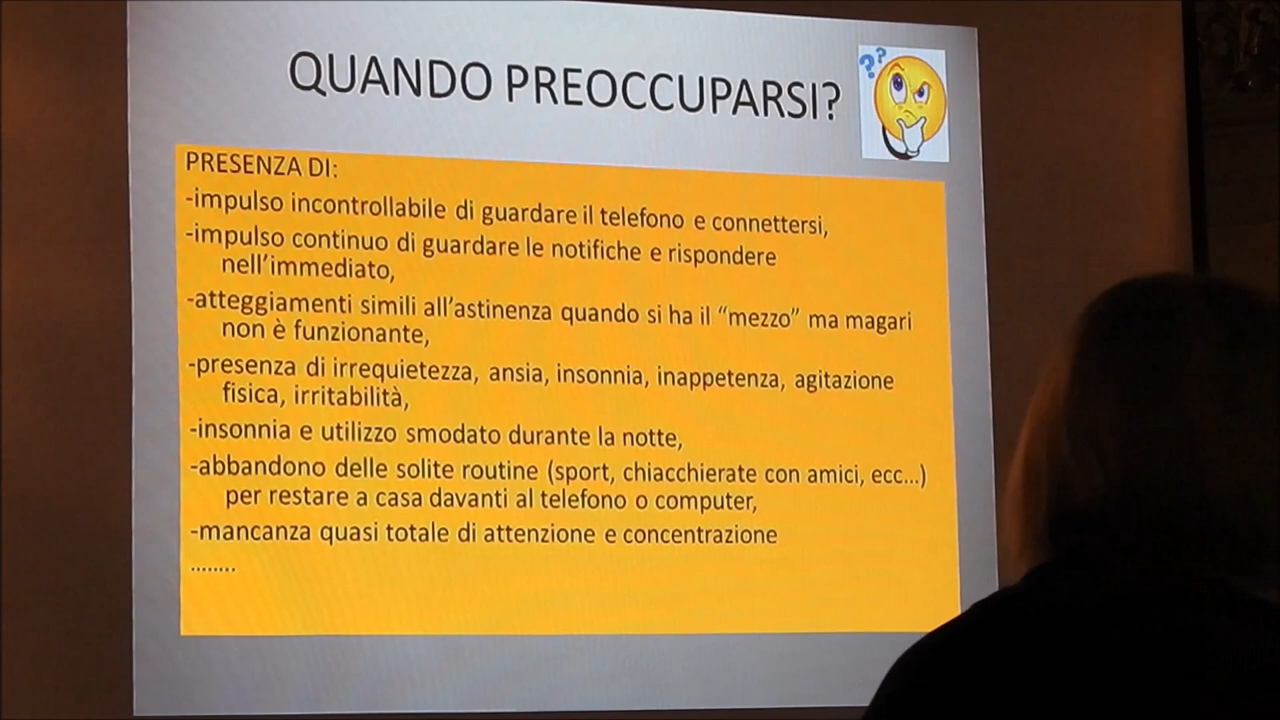 QUANDO PREOCCUPARSI?
??
PRESENZA DI:
-impulso incontrollabile di guardare il telefono e connettersi,
-impulso continuo di guardare le notifiche e rispondere
nell'immediato,
-atteggiamenti simili all'astinenza quando si ha il “mezzo” ma magari
non è funzionante,
-presenza di irrequietezza, ansia, insonnia, inappetenza, agitazione
fisica, irritabilità,
-insonnia e utilizzo smodato durante la notte,
-abbandono delle solite routine (sport, chiacchierate con amici, ecc...)
per restare a casa davanti al telefono o computer,
-mancanza quasi totale di attenzione e concentrazione
........